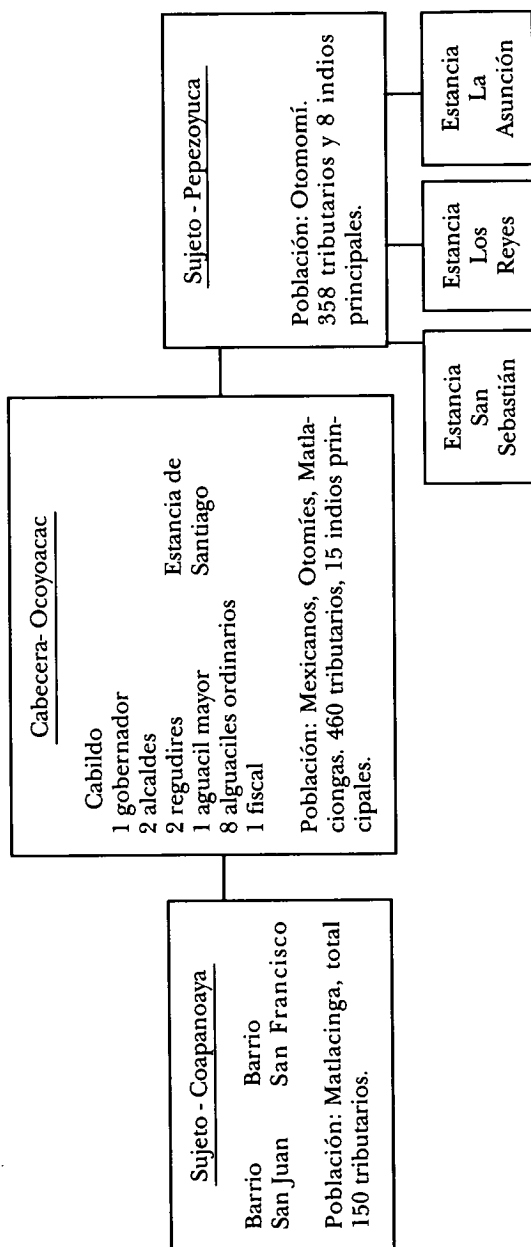 Sujeto - Coapanoaya
Barrio Barrio
San Juan San Francisco
Población: Matlacinga, total
150 tributarios.
Cabecera- Ocoyoacac
Cabildo
1 gobernador
2 alcaldes
2 regudires Estancia de
1 aguacil mayor Santiago
8 alguaciles ordinarios
1 fiscal
Población: Mexicanos, Otomíes, Matla-
ciongas. 460 tributarios, 15 indios prin-
cipales.
Sujeto - Pepezoyuca
Población: Otomomí.
358 tributarios y 8 indios
principales.
Estancia
San
Sebastián
Estancia
Los
Reyes
Estancia
La
Asunción